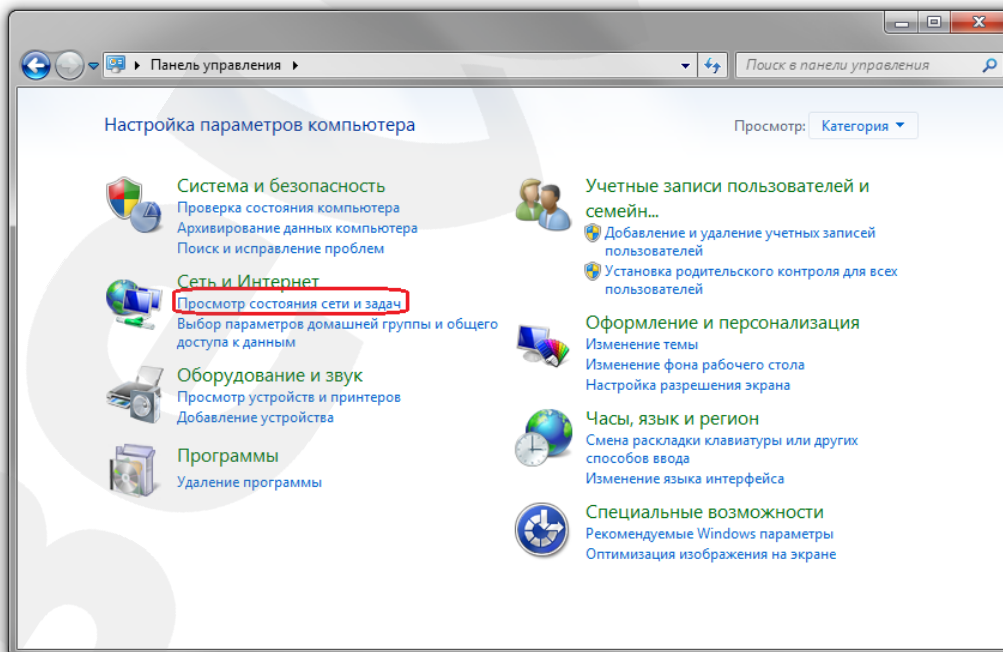 Панель управления
Поиск в панели управления
Настройка параметров компьютера
Просмотр: Категория
Система и безопасность
Проверка состояния компьютера
Архивирование данных компьютера
Поиск и исправление проблем
Сеть и Интернет
Просмотр состояния сети и задач
Выбор параметров домашней группы и общего
доступа к данным
Оборудование и звук
Просмотр устройств и принтеров
Добавление устройства
Программы
Удаление программы
Учетные записи пользователей и
семейн...
Добавление и удаление учетных записей
пользователей
Установка родительского контроля для всех
пользователей
Оформление и персонализация
Изменение темы
Изменение фона рабочего стола
Настройка разрешения экрана
Часы, язык и регион
Смена раскладки клавиатуры или других
способов ввода
Изменение языка интерфейса
Специальные возможности
Рекомендуемые Windows параметры
Оптимизация изображения на экране